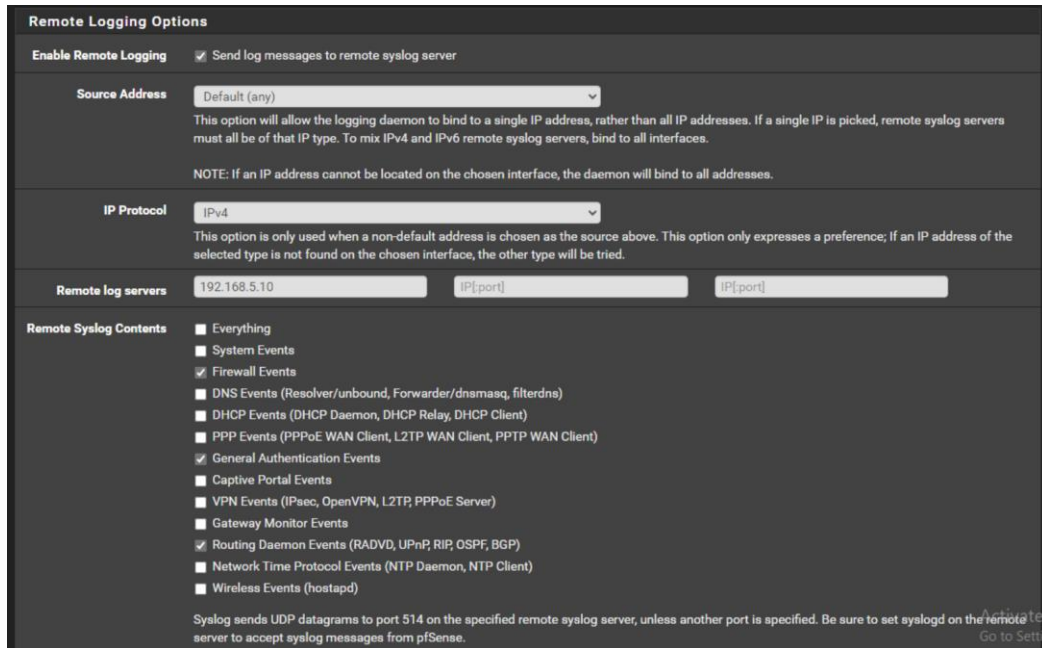 Remote Logging Options
Enable Remote Logging Send log messages to remote syslog server
Source Address Default (any)
This option will allow the logging daemon to bind to a single IP address, rather than all IP addresses. If a single IP is picked, remote syslog servers
must all be of that IP type. To mix IPv4 and IPv6 remote syslog servers, bind to all interfaces.
NOTE: If an IP address cannot be located on the chosen interface, the daemon will bind to all addresses.
IP Protocol IPv4
This option is only used when a non-default address is chosen as the source above. This option only expresses a preference; If an IP address of the
selected type is not found on the chosen interface, the other type will be tried.
Remote log servers 192.168.5.10 IP[:port] IP[:port]
Remote Syslog Contents Everything
System Events
Firewall Events
DNS Events (Resolver/unbound, Forwarder/dnsmasq, filterdns)
DHCP Events (DHCP Daemon, DHCP Relay, DHCP Client)
PPP Events (PPPoE WAN Client, L2TP WAN Client, PPTP WAN Client)
General Authentication Events
Captive Portal Events
VPN Events (IPsec, OpenVPN, L2TP, PPPoE Server)
Gateway Monitor Events
Routing Daemon Events (RADVD, UPnP, RIP, OSPF, BGP)
Network Time Protocol Events (NTP Daemon, NTP Client)
Wireless Events (hostapd)
Syslog sends UDP datagrams to port 514 on the specified remote syslog server, unless another port is specified. Be sure to set syslogd on the remote
server to accept syslog messages from pfSense.
Activate
Go to Sett